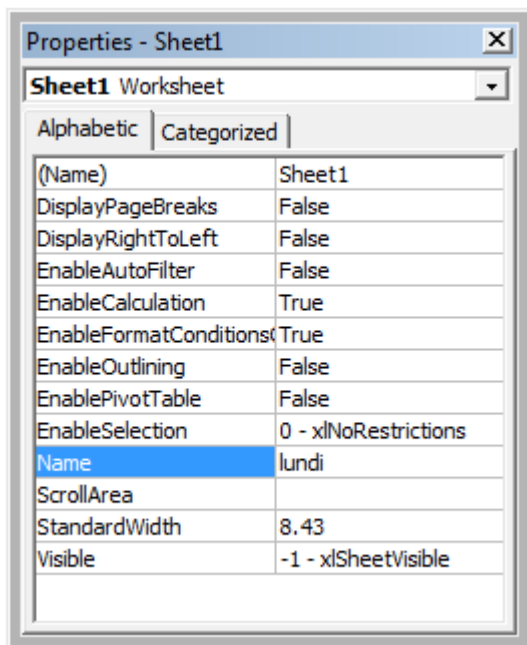 Properties - Sheet1
Sheet1 Worksheet
Alphabetic Categorized
(Name) Sheet1
DisplayPageBreaks False
DisplayRightToLeft False
EnableAutoFilter False
EnableCalculation True
EnableFormatConditions True
EnableOutlining False
EnablePivotTable False
EnableSelection 0 - xlNoRestrictions
Name lundi
ScrollArea
StandardWidth 8.43
Visible -1 - xlSheetVisible